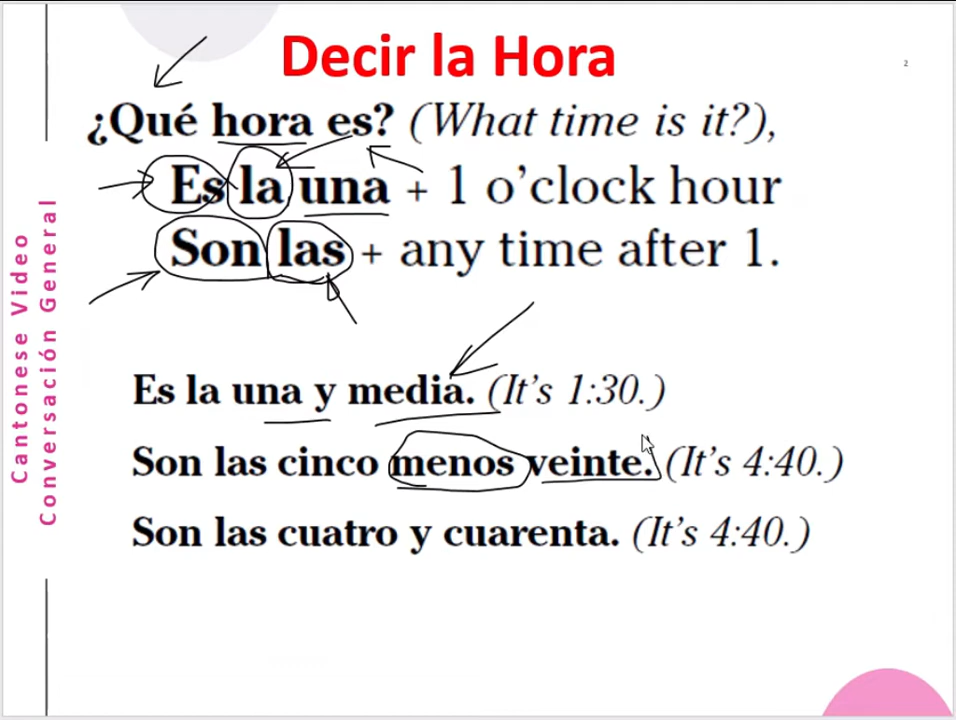 Decir la Hora
2
¿Qué hora es? (What time is it?),
Es la una + 1 o’clock hour
Son las + any time after 1.
Es la una y media. (It’s 1:30.)
Son las cinco menos veinte. (It’s 4:40.)
Son las cuatro y cuarenta. (It’s 4:40.)
Cantonese Video
Conversación General